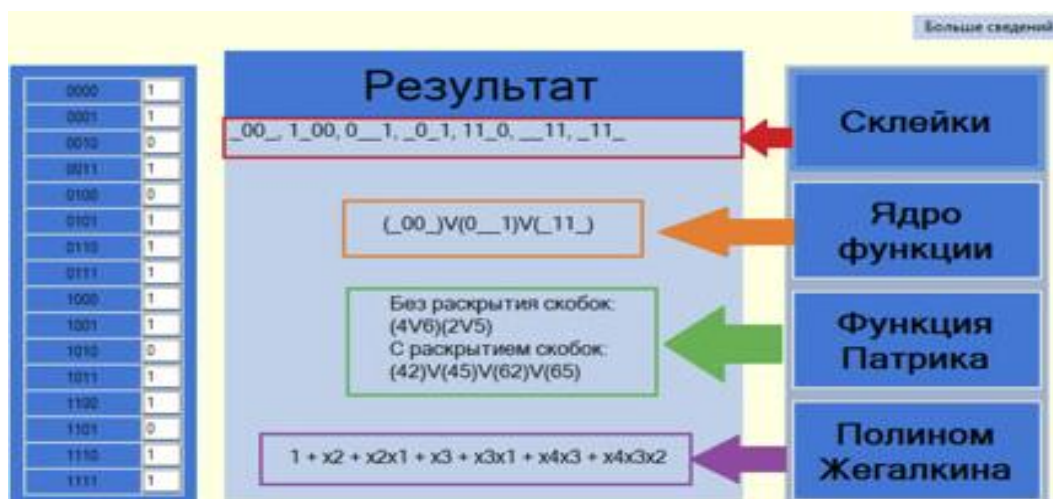 Больше сведений
0000 1
0001 1
0010 0
0011 1
0100 0
0101 1
0110 1
0111 1
1000 1
1001 1
1010 0
1011 1
1100 1
1101 0
1110 1
1111 1
Результат
_00_, 1_00, 0__1, _0_1, 11_0, __11, _11_
(_00_)V(0__1)V(_11_)
Без раскрытия скобок:
(4V6)(2V5)
С раскрытием скобок:
(42)V(45)V(62)V(65)
1 + x2 + x2x1 + x3 + x3x1 + x4x3 + x4x3x2
Склейки
Ядро
функции
Функция
Патрика
Полином
Жегалкина